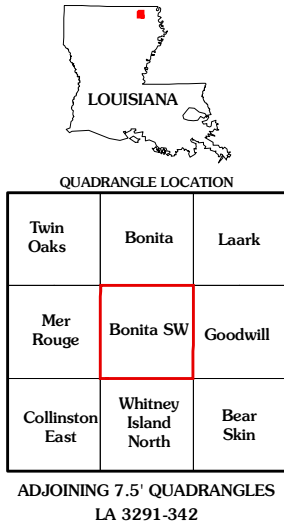 LOUISIANA
QUADRANGLE LOCATION
Twin
Oaks
Bonita
Laark
Mer
Rouge
Bonita SW
Goodwill
Collinston
East
Whitney
Island
North
Bear
Skin
ADJOINING 7.5' QUADRANGLES
LA 3291-342